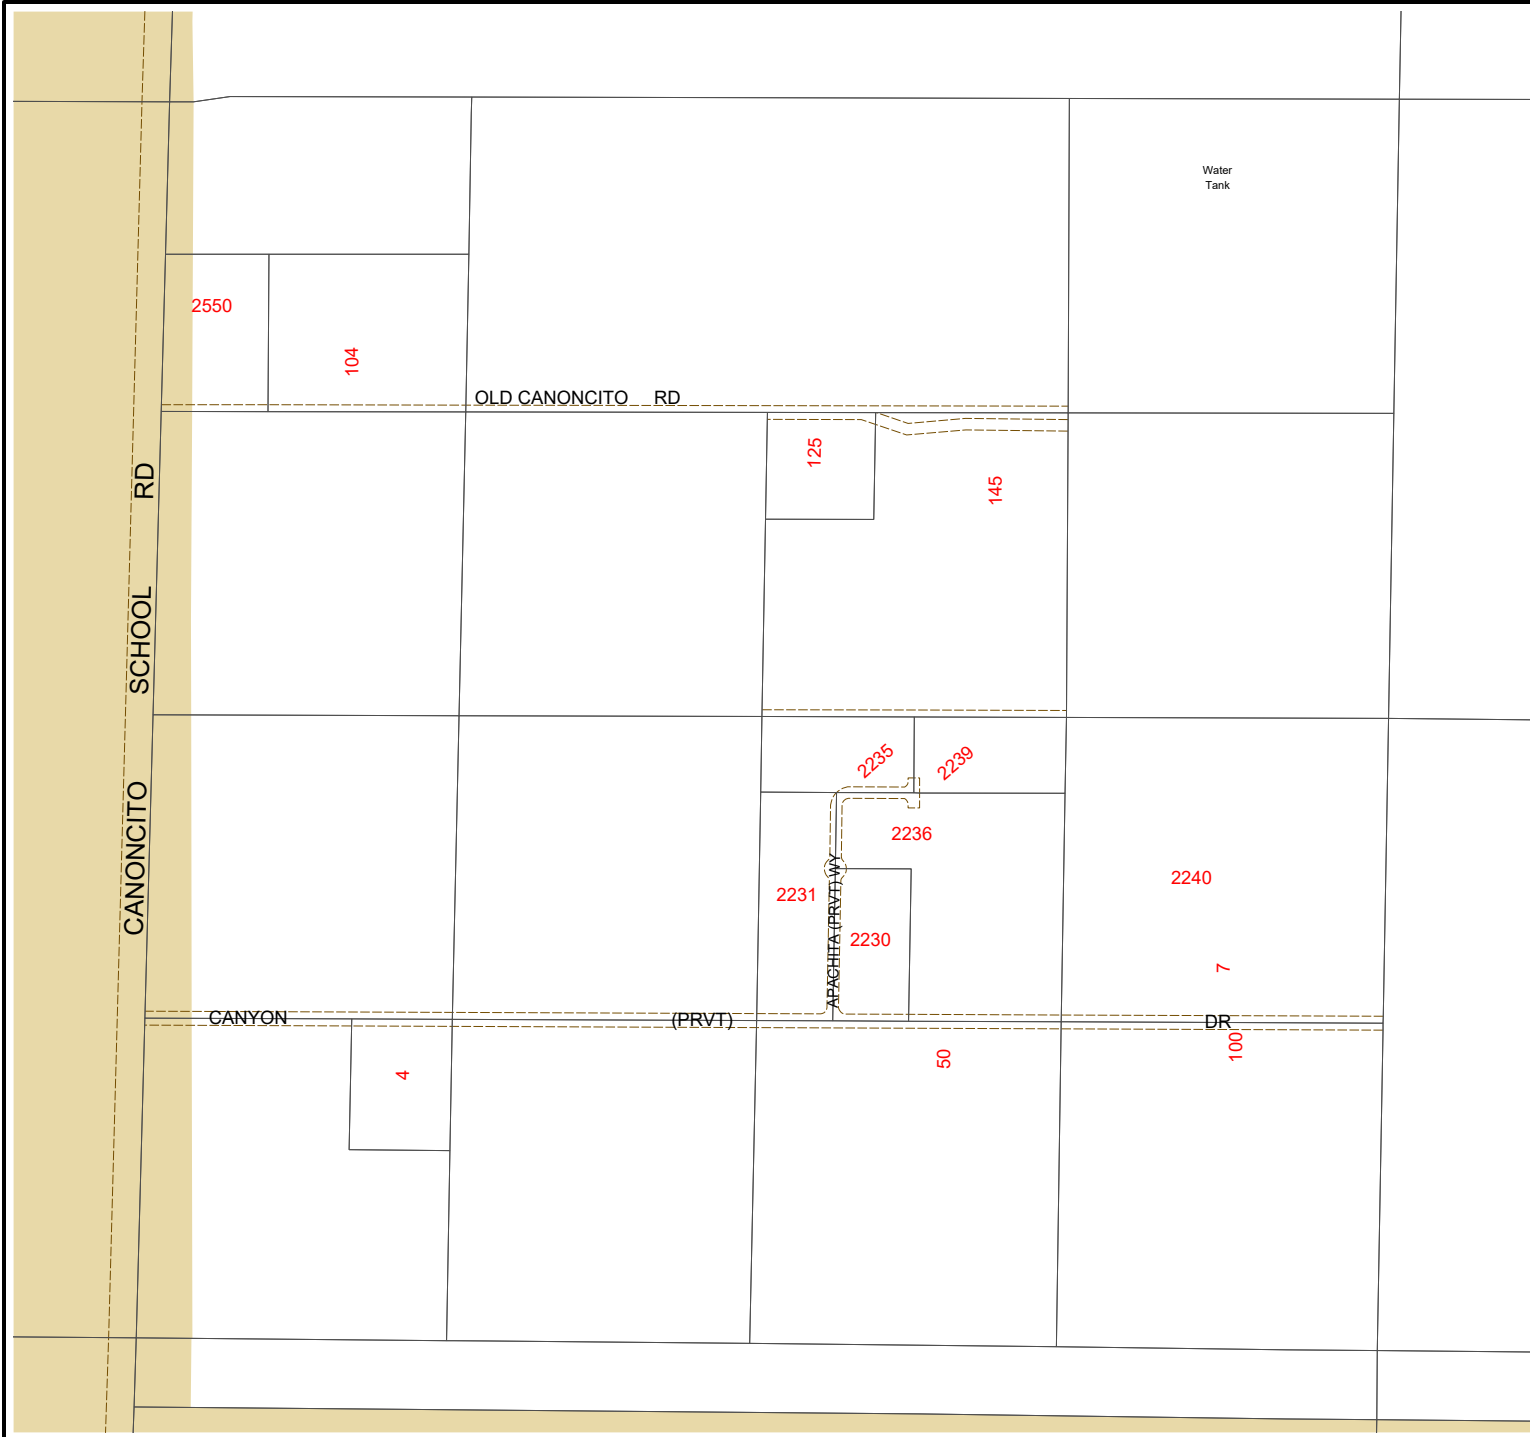 Water
Tank
2550
104
OLD CANONCITO RD
125
145
CANONCITO SCHOOL RD
2235
2239
2236
2231
2240
2230
APACHITA (PRVT) WY
7
CANYON (PRVT) DR
50
100
4